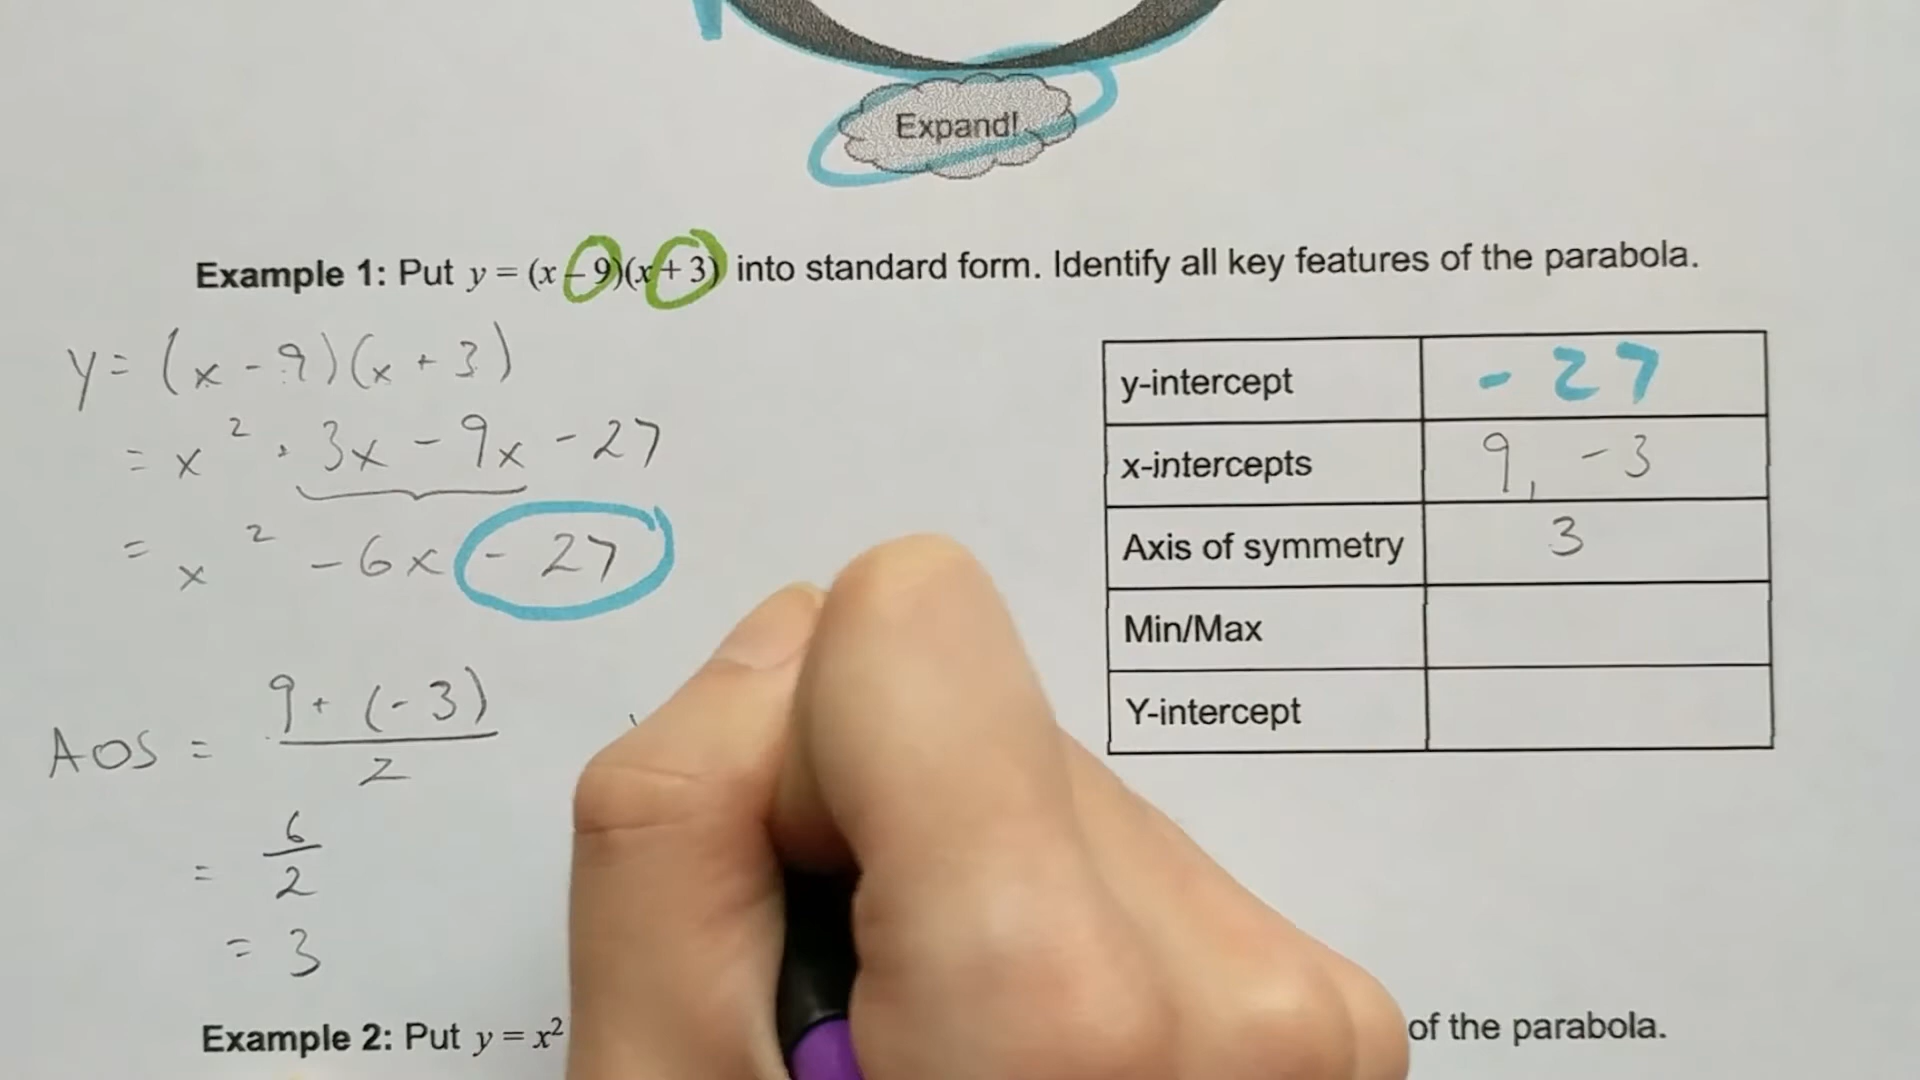 Expand!
Example 1: Put y = (x – 9)(x + 3) into standard form. Identify all key features of the parabola.
y = (x - 9)(x + 3)
= x² + 3x - 9x - 27
= x² - 6x - 27
AOS = 9 + (-3) / 2
= 6 / 2
= 3
y-intercept - 27
x-intercepts 9, -3
Axis of symmetry 3
Min/Max
Y-intercept
Example 2: Put y = x² of the parabola.